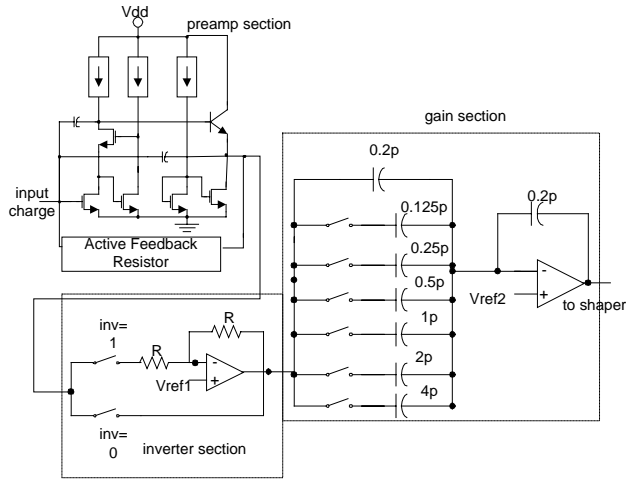 Vdd
preamp section
gain section
0.2p
input
charge
0.125p
0.2p
0.25p
Active Feedback
Resistor
0.5p
-
+
Vref2
to shaper
1p
inv=
1
R
R
2p
-
+
Vref1
4p
inv=
0
inverter section